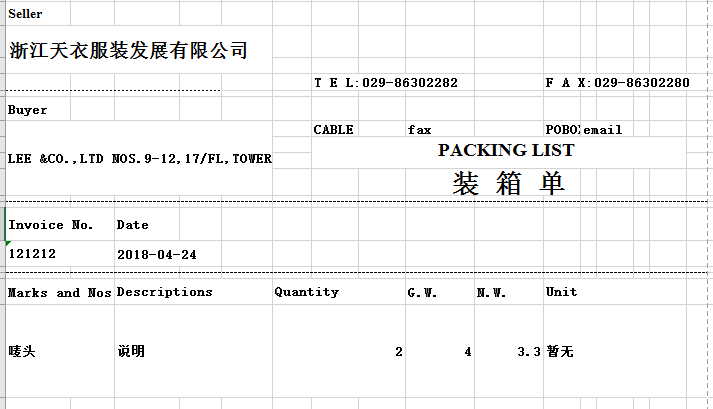 Seller
浙江天衣服装发展有限公司
T E L:029-86302282 F A X:029-86302280
Buyer
CABLE fax POBOX email
LEE &CO.,LTD NOS.9-12,17/FL,TOWER
PACKING LIST
装 箱 单
Invoice No. Date
121212 2018-04-24
Marks and Nos Descriptions Quantity G.W. N.W. Unit
唛头 说明 2 4 3.3 暂无